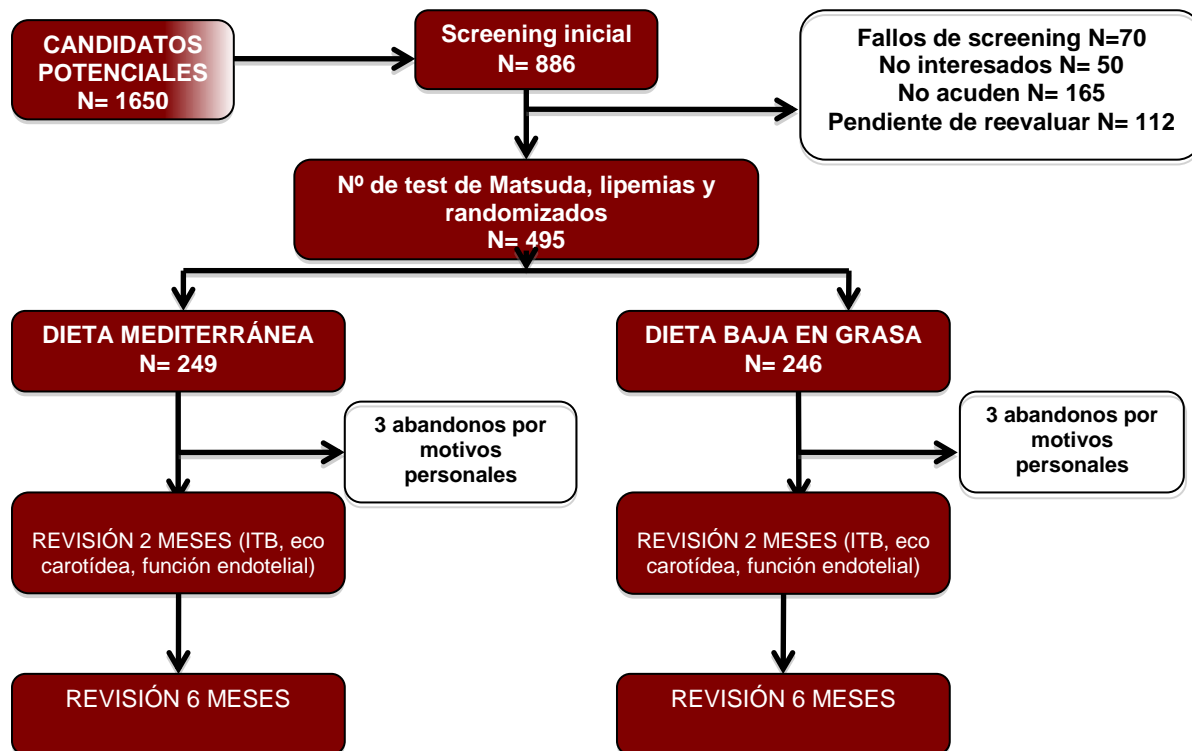 CANDIDATOS
POTENCIALES
N= 1650
Screening inicial
N= 886
Fallos de screening N=70
No interesados N= 50
No acuden N= 165
Pendiente de reevaluar N= 112
Nº de test de Matsuda, lipemias y
randomizados
N= 495
DIETA MEDITERRÁNEA
N= 249
DIETA BAJA EN GRASA
N= 246
3 abandonos por
motivos
personales
3 abandonos por
motivos
personales
REVISIÓN 2 MESES (ITB, eco
carotídea, función endotelial)
REVISIÓN 2 MESES (ITB, eco
carotídea, función endotelial)
REVISIÓN 6 MESES
REVISIÓN 6 MESES